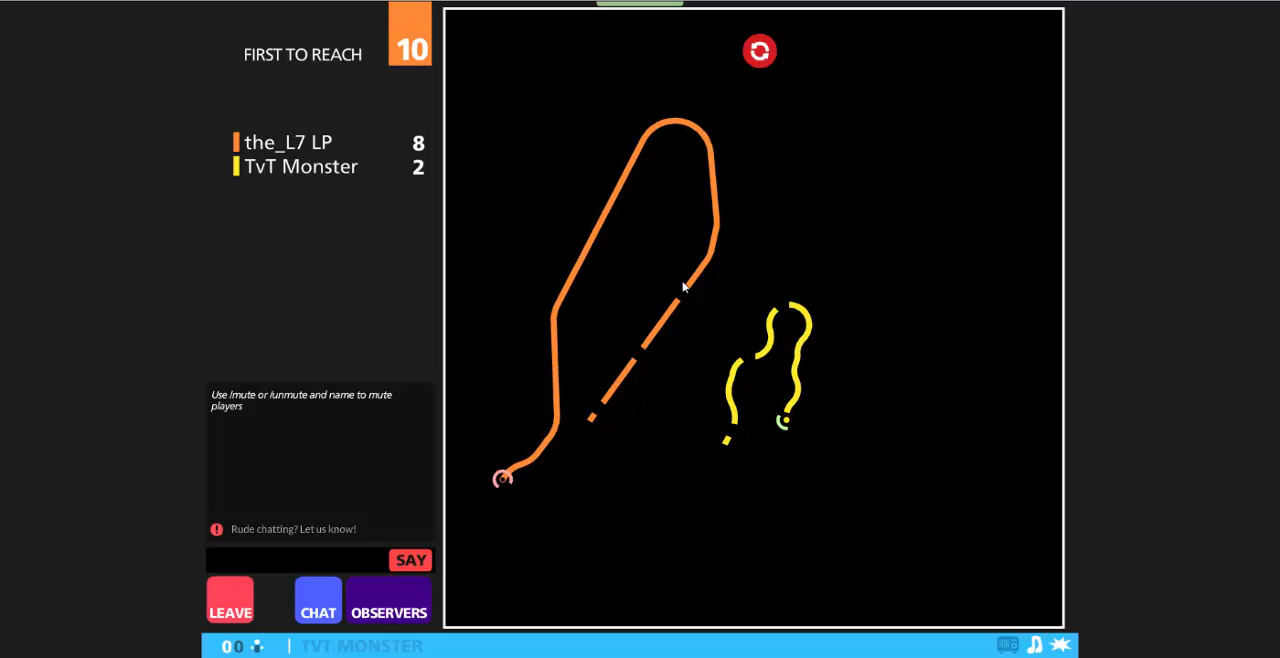 FIRST TO REACH 10
the_L7 LP 8
TvT Monster 2
Use /mute or /unmute and name to mute
players
Rude chatting? Let us know!
SAY
LEAVE CHAT OBSERVERS
00 TVT MONSTER